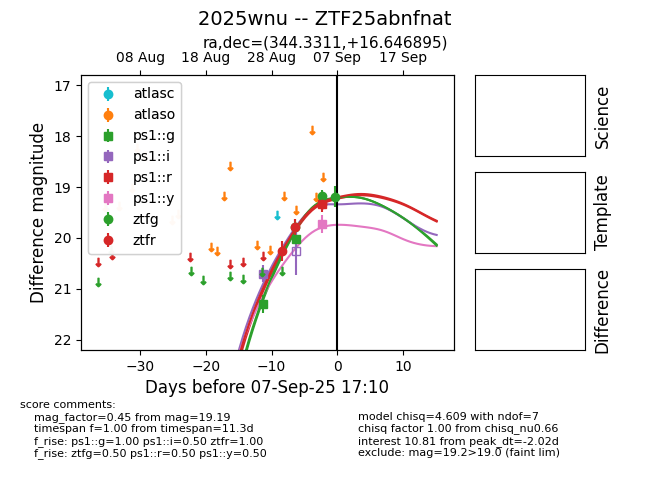 2025wnu -- ZTF25abnfnat
ra,dec=(344.3311,+16.646895)
08 Aug 18 Aug 28 Aug 07 Sep 17 Sep
17
18
19
20
21
22
Difference magnitude
atlasc
atlaso
ps1::g
ps1::i
ps1::r
ps1::y
ztfg
ztfr
−30 −20 −10 0 10
Days before 07-Sep-25 17:10
Science
Template
Difference
score comments:
mag_factor=0.45 from mag=19.19
timespan f=1.00 from timespan=11.3d
f_rise: ps1::g=1.00 ps1::i=0.50 ztfr=1.00
f_rise: ztfg=0.50 ps1::r=0.50 ps1::y=0.50
model chisq=4.609 with ndof=7
chisq factor 1.00 from chisq_nu0.66
interest 10.81 from peak_dt=-2.02d
exclude: mag=19.2>19.0 (faint lim)